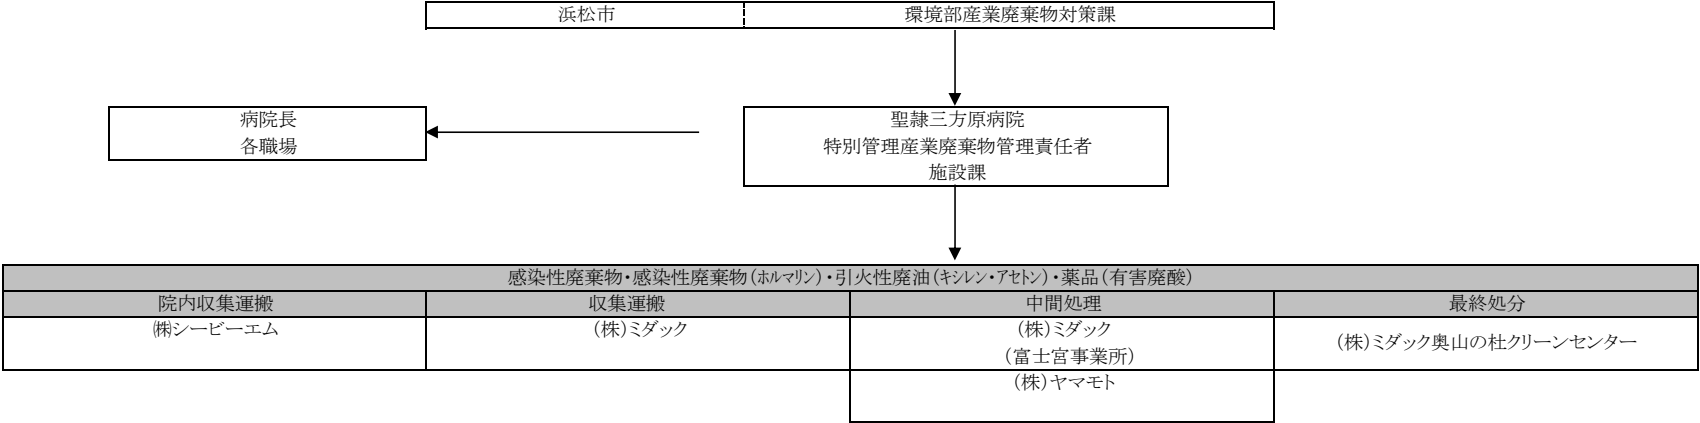 浜松市 環境部産業廃棄物対策課
病院長
各職場
聖隷三方原病院
特別管理産業廃棄物管理責任者
施設課
感染性廃棄物・感染性廃棄物(ホルマリン)・引火性廃油(キシレン・アセトン)・薬品(有害廃酸)
院内収集運搬 収集運搬 中間処理 最終処分
㈱シービーエム (株)ミダック (株)ミダック
(富士宮事業所)
(株)ミダック奥山の杜クリーンセンター
(株)ヤマモト